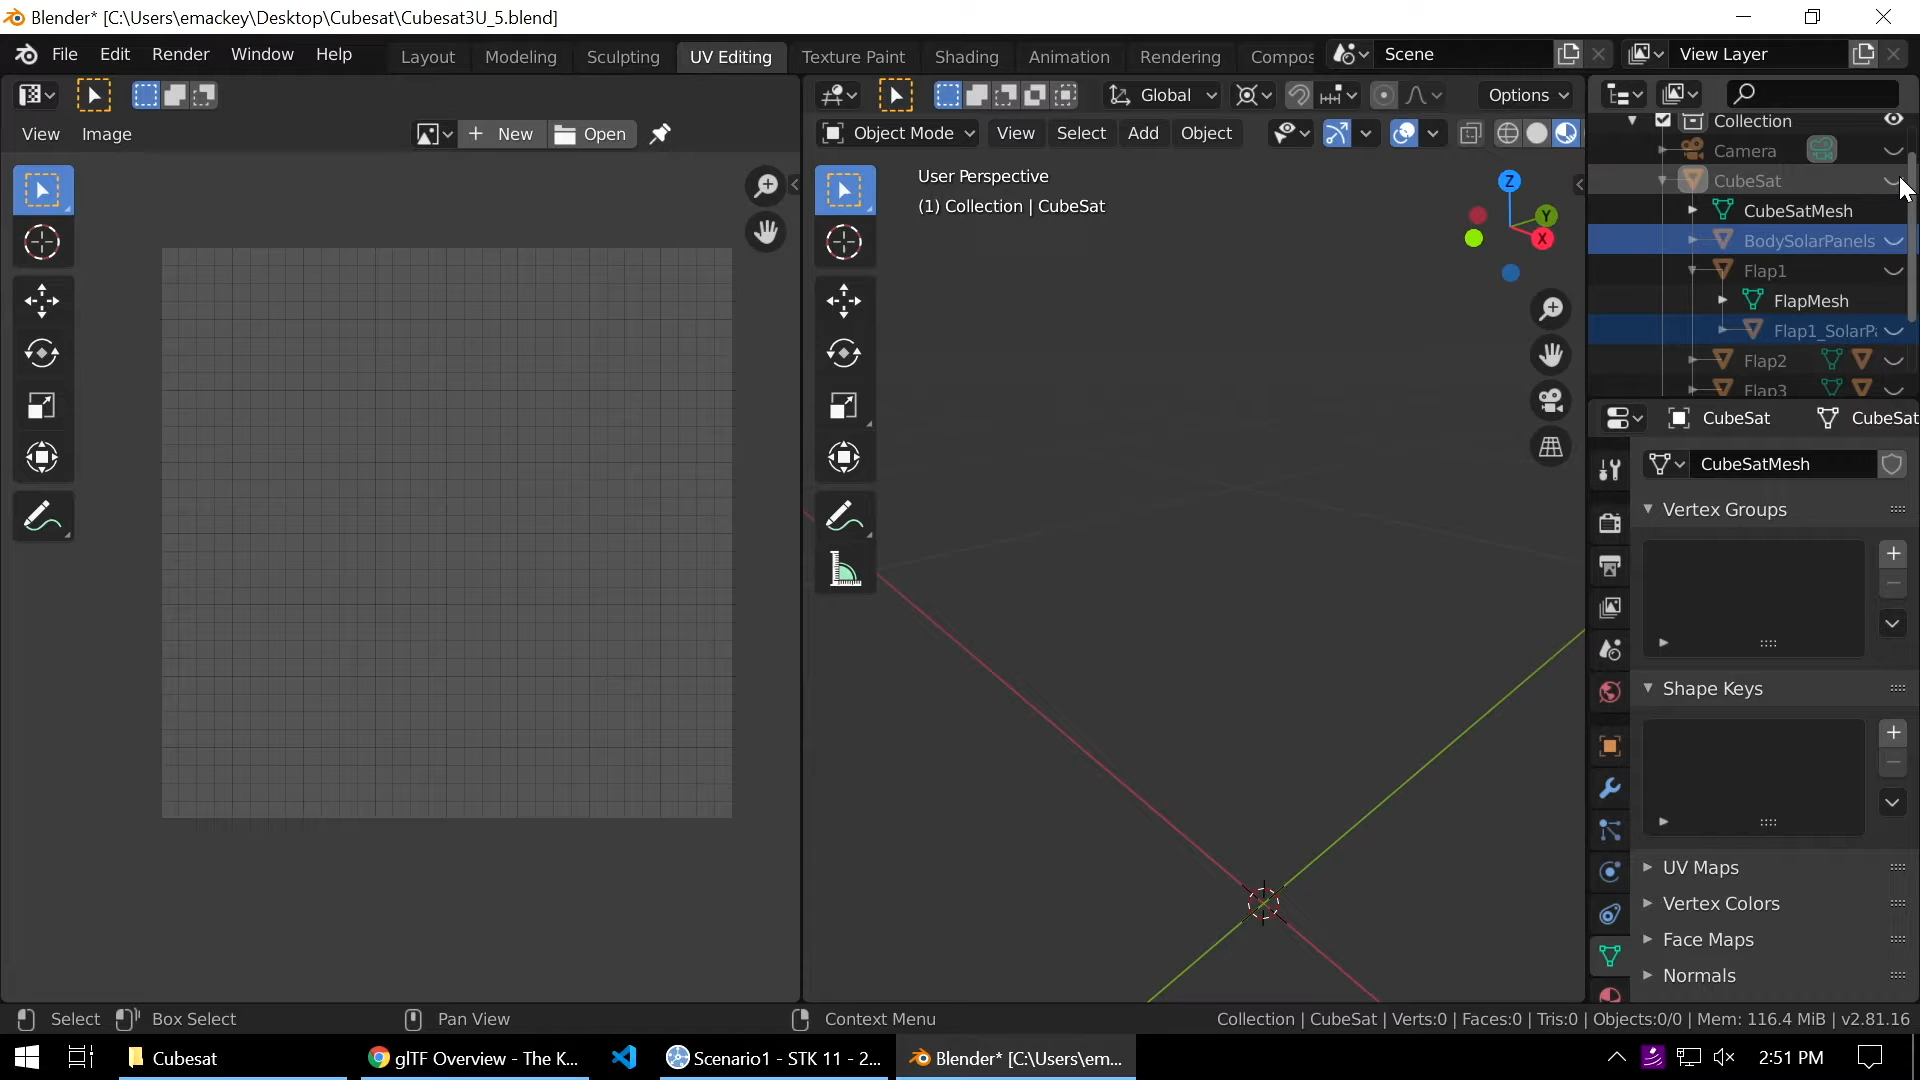 Blender* [C:\Users\emackey\Desktop\Cubesat\Cubesat3U_5.blend]
File Edit Render Window Help Layout Modeling Sculpting UV Editing Texture Paint Shading Animation Rendering Compos Scene View Layer
Global Options
View Image New Open Object Mode View Select Add Object
User Perspective
(1) Collection | CubeSat
Z
Y
X
Collection
Camera
CubeSat
CubeSatMesh
BodySolarPanels
Flap1
FlapMesh
Flap1_SolarPa
Flap2
Flap3
CubeSat CubeSat
CubeSatMesh
Vertex Groups
Shape Keys
UV Maps
Vertex Colors
Face Maps
Normals
Select Box Select Pan View Context Menu Collection | CubeSat | Verts:0 | Faces:0 | Tris:0 | Objects:0/0 | Mem: 116.4 MiB | v2.81.16
Cubesat glTF Overview - The K... Scenario1 - STK 11 - 2... Blender* [C:\Users\em... 2:51 PM